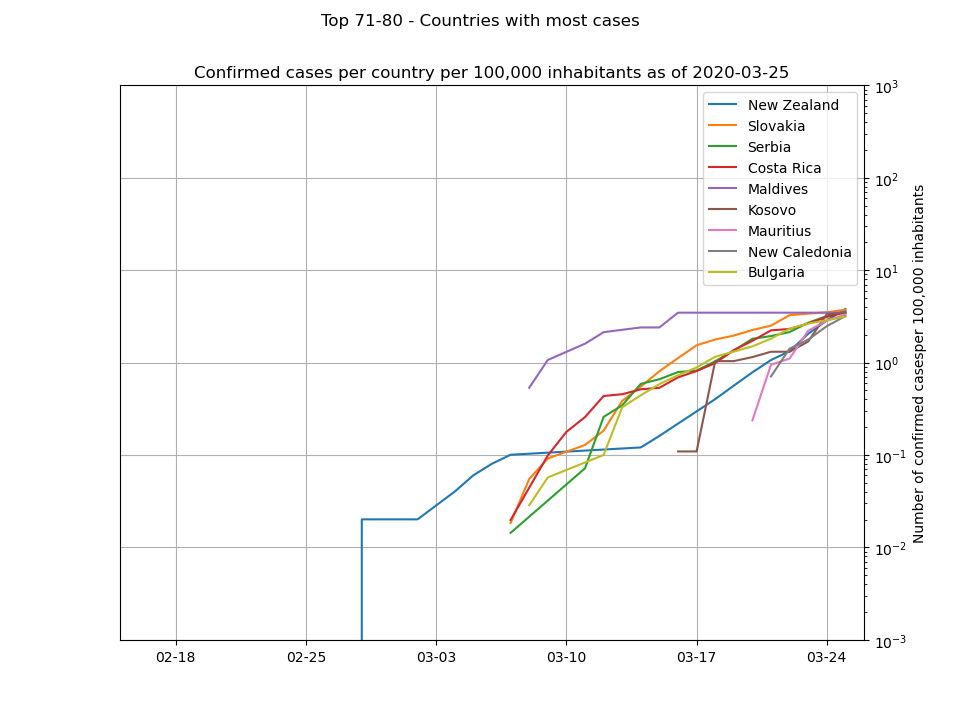 Top 71-80 - Countries with most cases
Confirmed cases per country per 100,000 inhabitants as of 2020-03-25
New Zealand
Slovakia
Serbia
Costa Rica
Maldives
Kosovo
Mauritius
New Caledonia
Bulgaria
10³
10²
10¹
10⁰
10⁻¹
10⁻²
10⁻³
Number of confirmed casesper 100,000 inhabitants
02-18
02-25
03-03
03-10
03-17
03-24